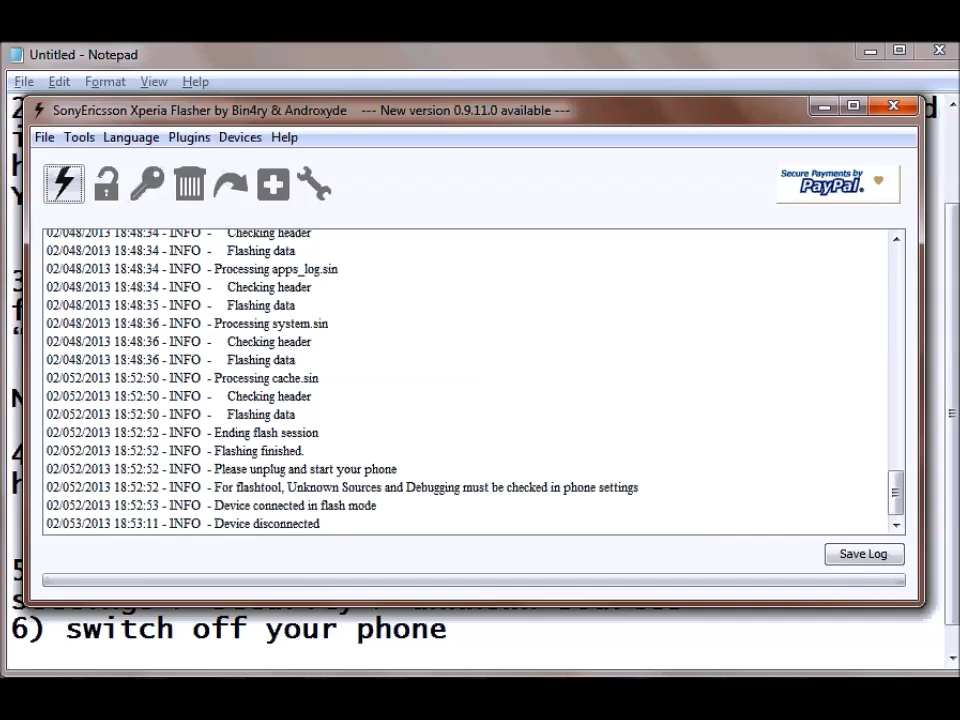 Untitled - Notepad
File Edit Format View Help
SonyEricsson Xperia Flasher by Bin4ry & Androxyde --- New version 0.9.11.0 available ---
File Tools Language Plugins Devices Help
Secure Payments by
PayPal.
02/048/2013 18:48:34 - INFO - Checking header
02/048/2013 18:48:34 - INFO - Flashing data
02/048/2013 18:48:34 - INFO - Processing apps_log.sin
02/048/2013 18:48:34 - INFO - Checking header
02/048/2013 18:48:35 - INFO - Flashing data
02/048/2013 18:48:36 - INFO - Processing system.sin
02/048/2013 18:48:36 - INFO - Checking header
02/048/2013 18:48:36 - INFO - Flashing data
02/052/2013 18:52:50 - INFO - Processing cache.sin
02/052/2013 18:52:50 - INFO - Checking header
02/052/2013 18:52:50 - INFO - Flashing data
02/052/2013 18:52:52 - INFO - Ending flash session
02/052/2013 18:52:52 - INFO - Flashing finished.
02/052/2013 18:52:52 - INFO - Please unplug and start your phone
02/052/2013 18:52:52 - INFO - For flashtool, Unknown Sources and Debugging must be checked in phone settings
02/052/2013 18:52:53 - INFO - Device connected in flash mode
02/053/2013 18:53:11 - INFO - Device disconnected
Save Log
6) switch off your phone